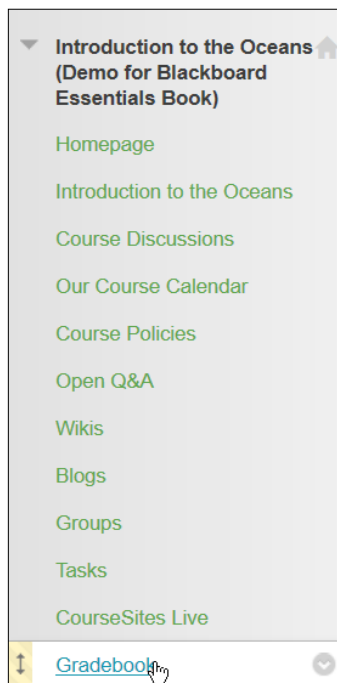 Introduction to the Oceans
(Demo for Blackboard
Essentials Book)
Homepage
Introduction to the Oceans
Course Discussions
Our Course Calendar
Course Policies
Open Q&A
Wikis
Blogs
Groups
Tasks
CourseSites Live
Gradebook